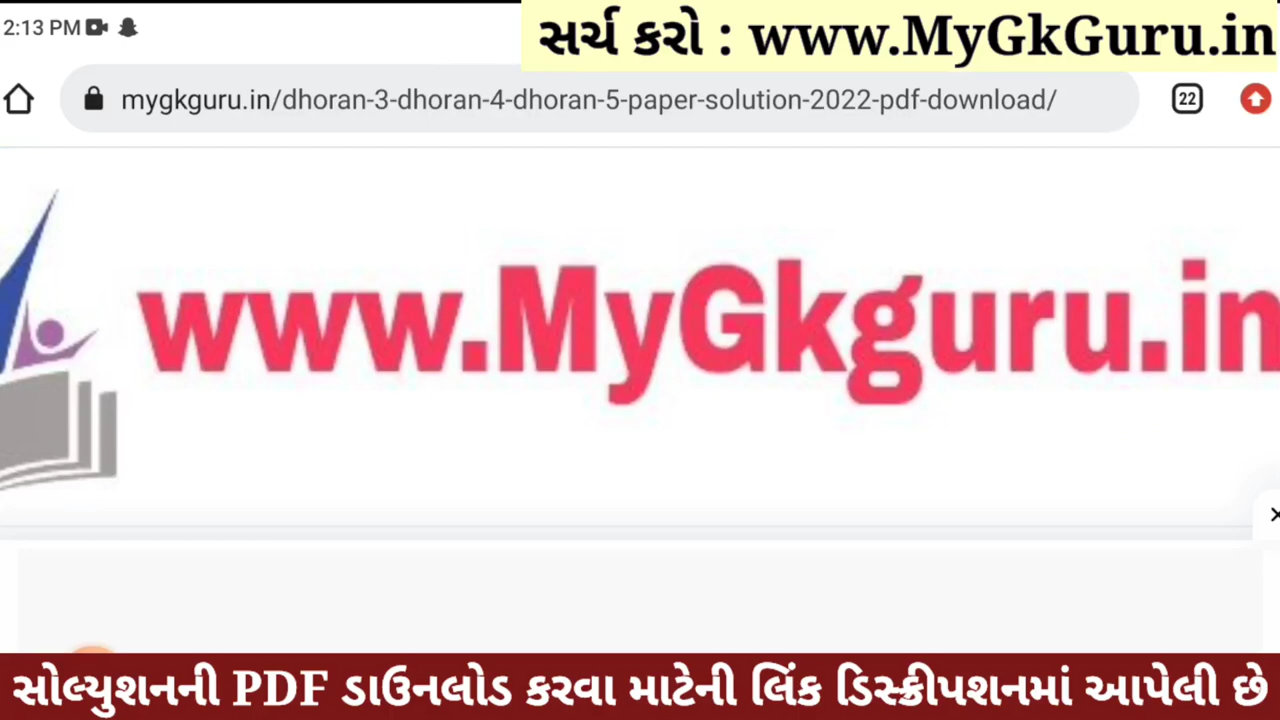 2:13 PM
સર્ચ કરો : www.MyGkGuru.in
mygkguru.in/dhoran-3-dhoran-4-dhoran-5-paper-solution-2022-pdf-download/
22
www.MyGkguru.in
સોલ્યુશનની PDF ડાઉનલોડ કરવા માટેની લિંક ડિસ્ક્રીપશનમાં આપેલી છે